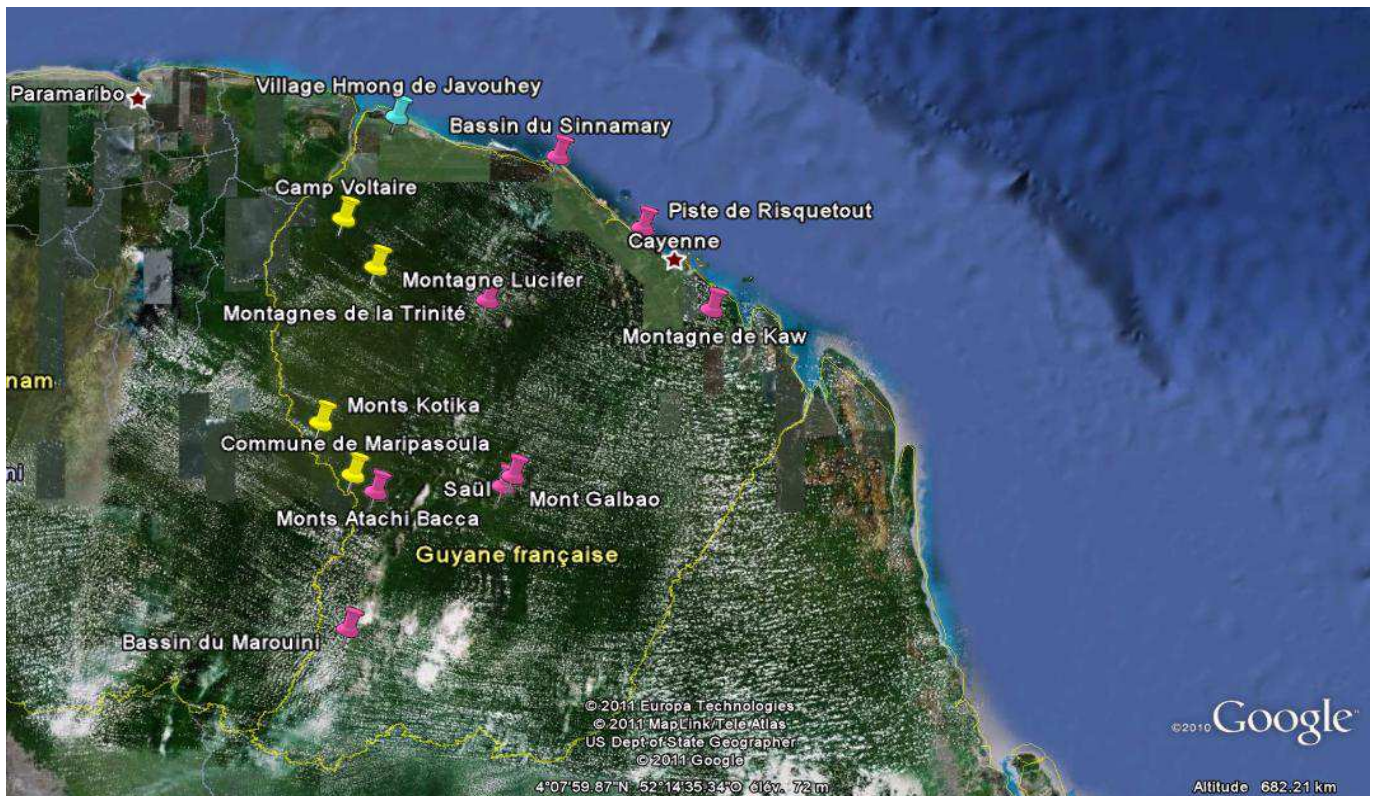 Village Hmong de Javouhey
Paramaribo
Bassin du Sinnamary
Camp Voltaire
Piste de Risquetout
Cayenne
Montagne Lucifer
Montagnes de la Trinité
Montagne de Kaw
nam
Monts Kotika
Commune de Maripasoula
Saül
Mont Galbao
Monts Atachi Bacca
Guyane française
Bassin du Marouini
© 2011 Europa Technologies
© 2011 MapLink/Tele Atlas
US Dept of State Geographer
© 2011 Google
©2010 Google
4°07'59.87"N 52°14'35.34"O élév. 72 m
Altitude 682.21 km